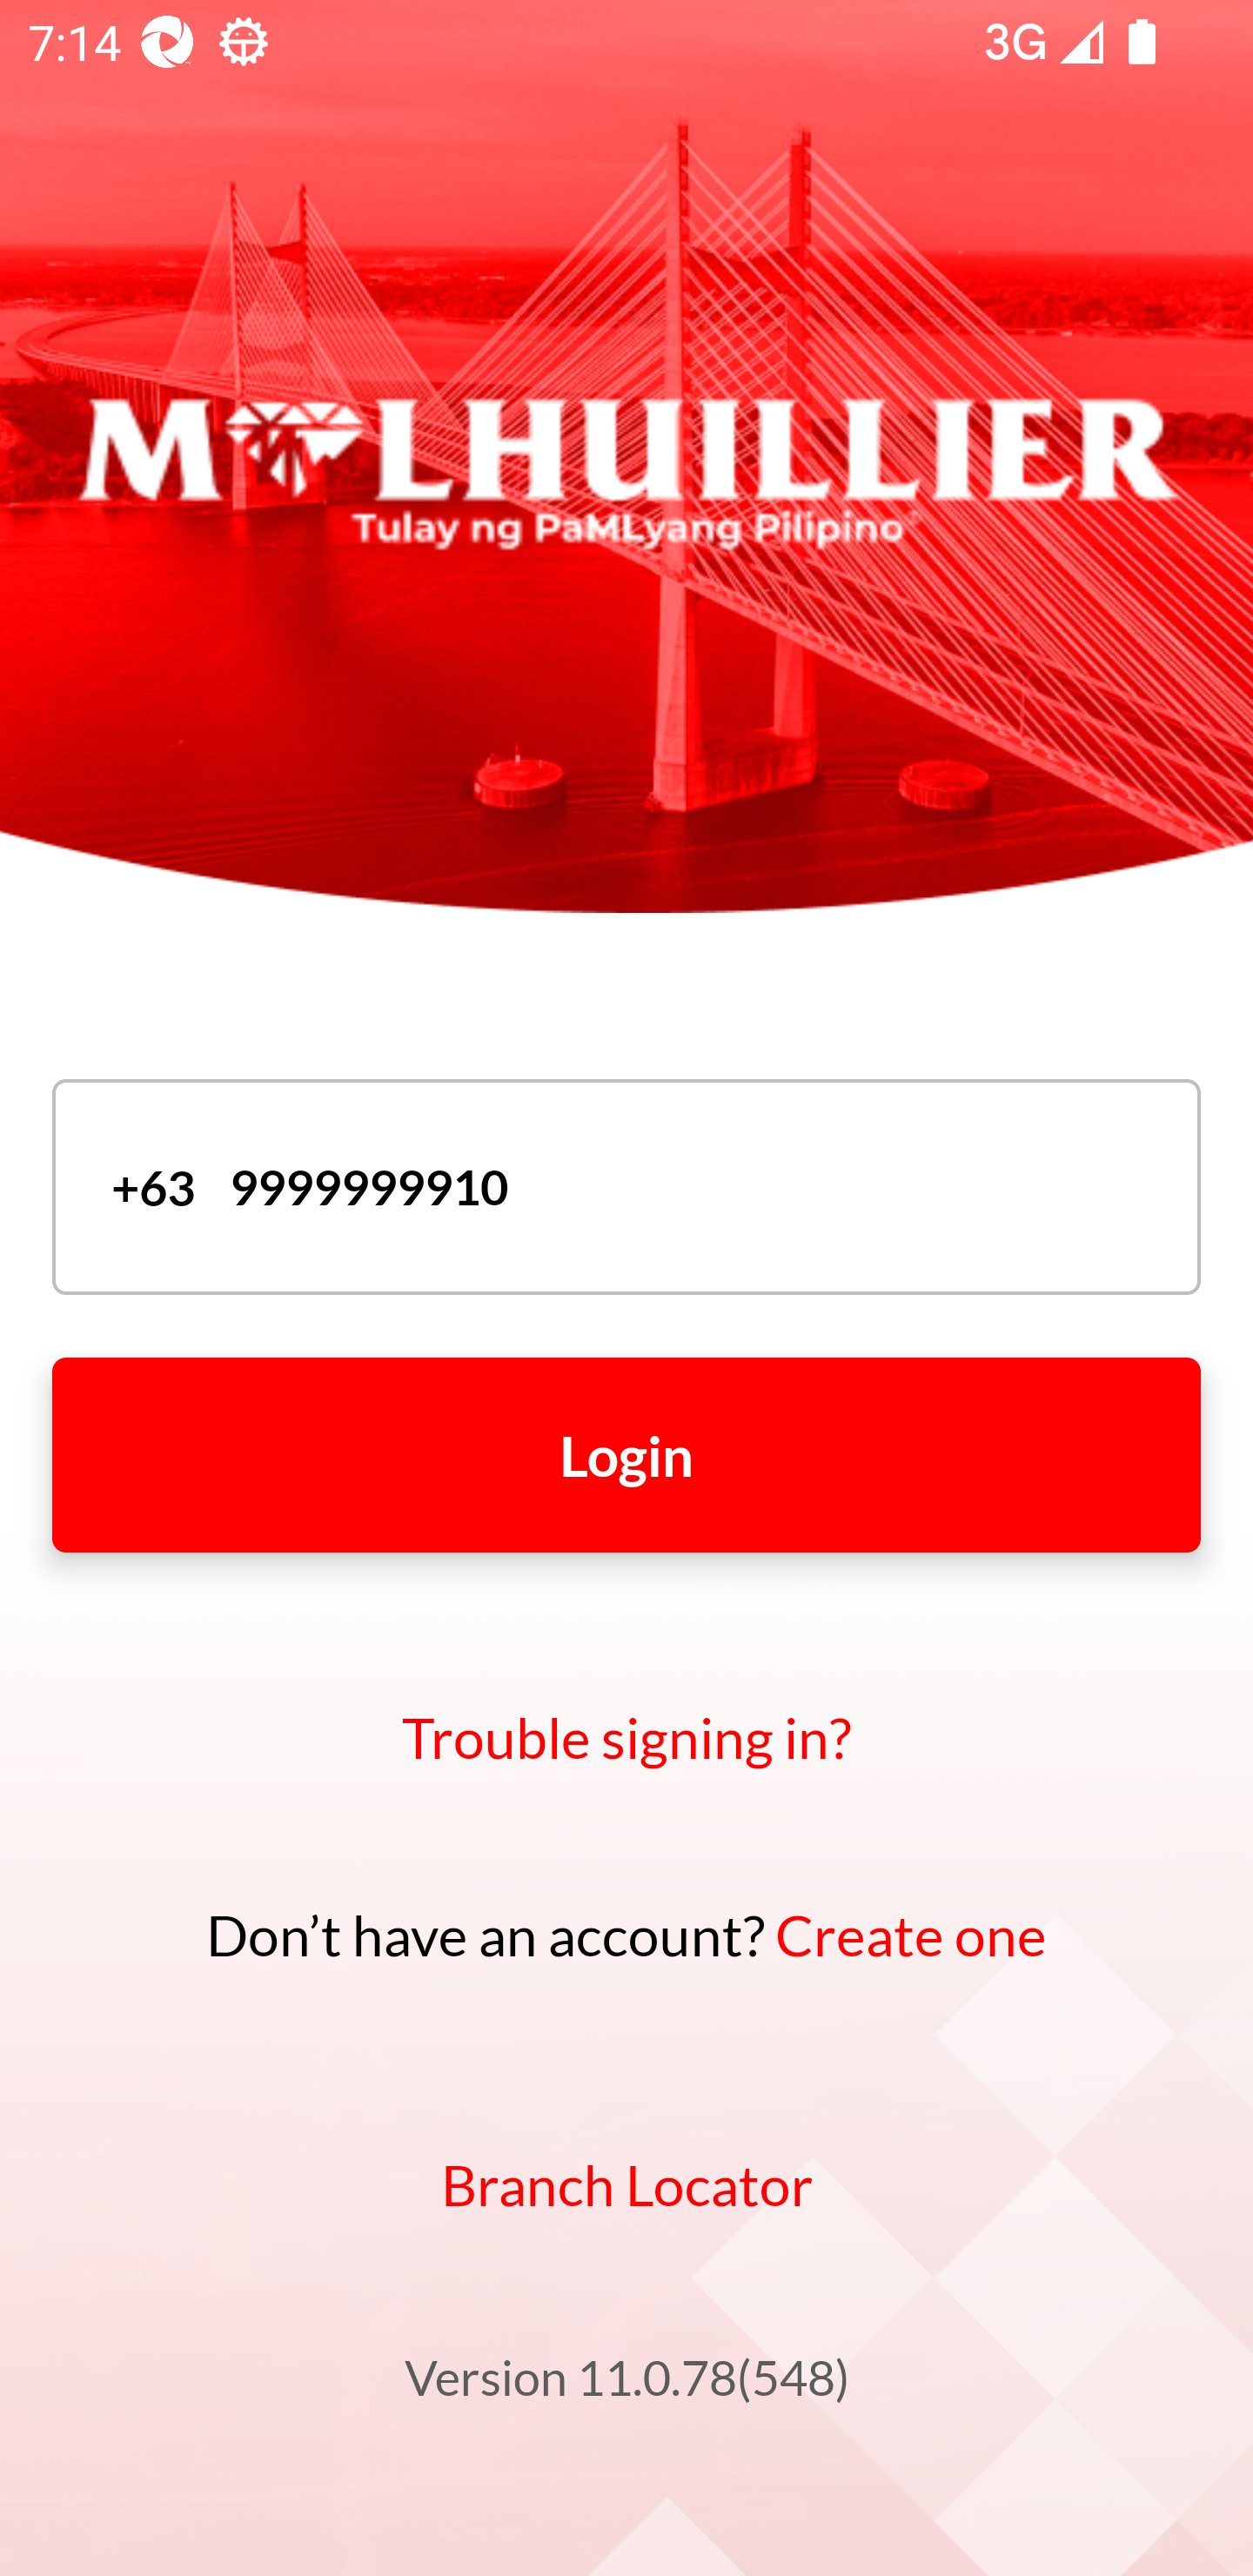 7:14 3G
M LHUILLIER
Tulay ng PaMLyang Pilipino
+63 9999999910
Login
Trouble signing in?
Don’t have an account? Create one
Branch Locator
Version 11.0.78(548)